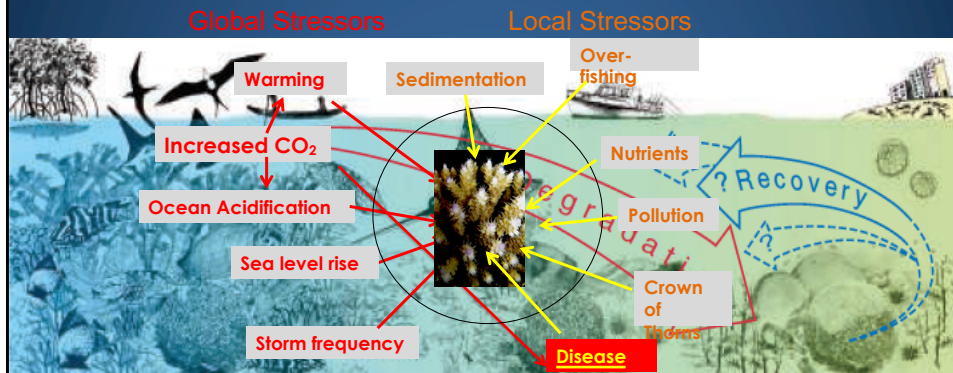 Global Stressors
Local Stressors
Warming
Sedimentation
Over-
fishing
Increased CO₂
Nutrients
? Recovery
Ocean Acidification
Degradati
Pollution
?
Sea level rise
Crown
of
Thorns
Storm frequency
Disease